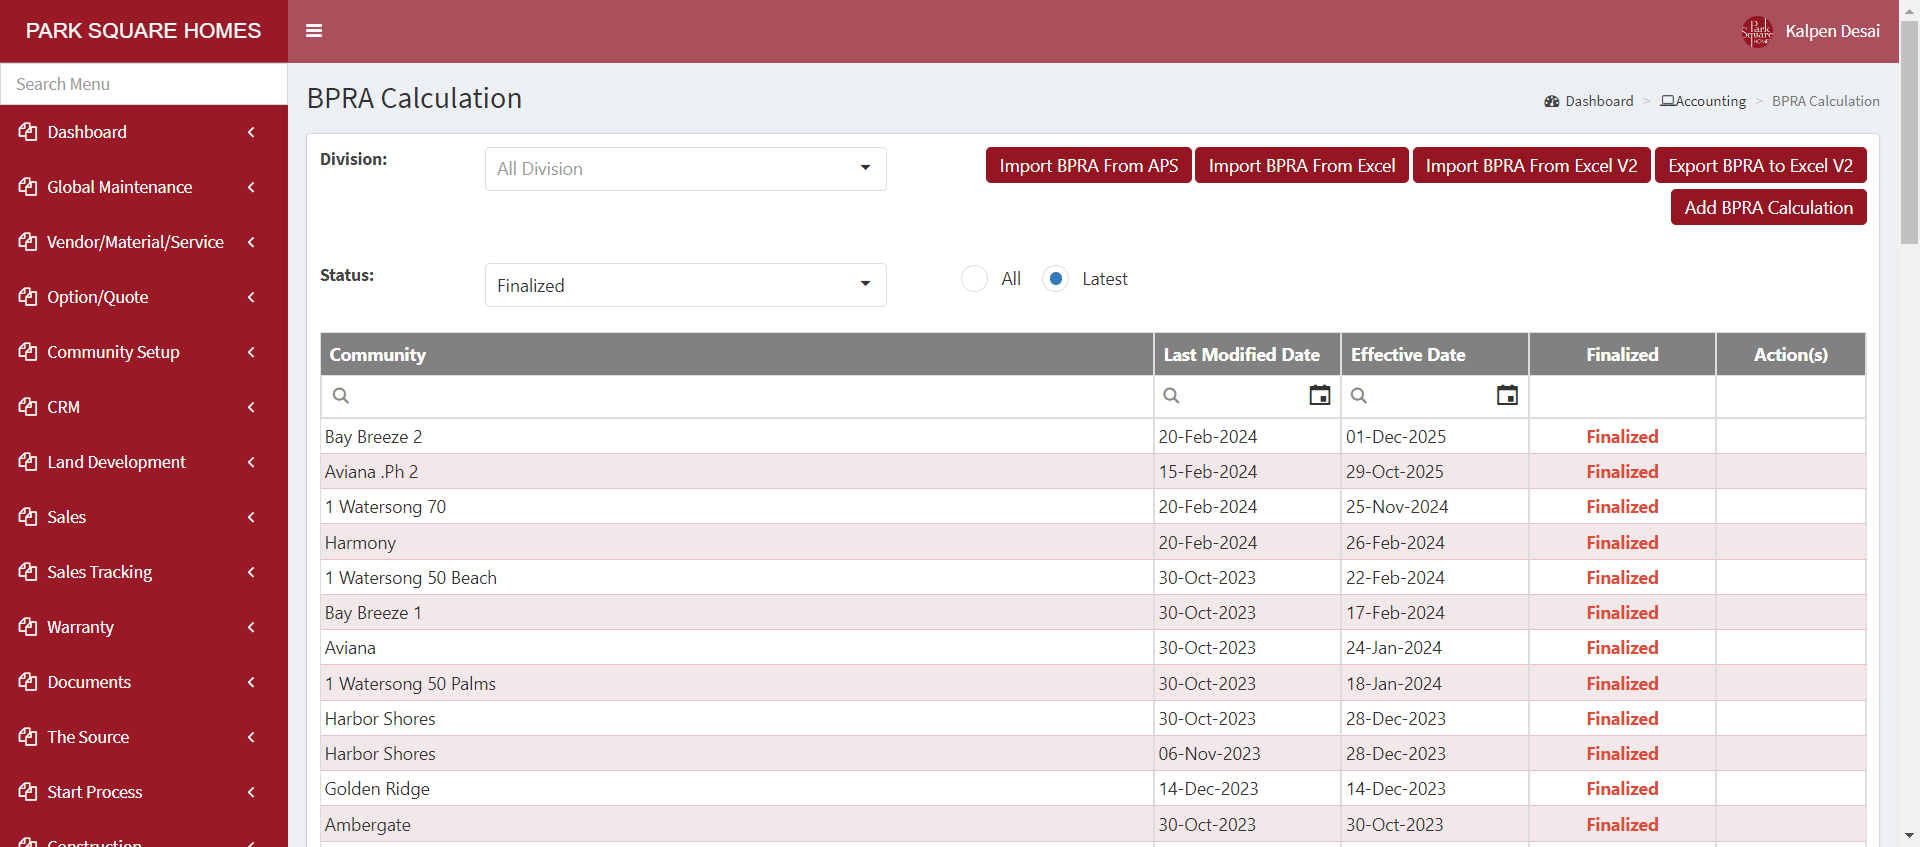 PARK SQUARE HOMES
Park Square HOMES
Kalpen Desai
Search Menu
Dashboard
Global Maintenance
Vendor/Material/Service
Option/Quote
Community Setup
CRM
Land Development
Sales
Sales Tracking
Warranty
Documents
The Source
Start Process
Construction
BPRA Calculation
Dashboard > Accounting > BPRA Calculation
Division:
All Division
Import BPRA From APS
Import BPRA From Excel
Import BPRA From Excel V2
Export BPRA to Excel V2
Add BPRA Calculation
Status:
Finalized
All
Latest
Community Last Modified Date Effective Date Finalized Action(s)
Bay Breeze 2 20-Feb-2024 01-Dec-2025 Finalized
Aviana .Ph 2 15-Feb-2024 29-Oct-2025 Finalized
1 Watersong 70 20-Feb-2024 25-Nov-2024 Finalized
Harmony 20-Feb-2024 26-Feb-2024 Finalized
1 Watersong 50 Beach 30-Oct-2023 22-Feb-2024 Finalized
Bay Breeze 1 30-Oct-2023 17-Feb-2024 Finalized
Aviana 30-Oct-2023 24-Jan-2024 Finalized
1 Watersong 50 Palms 30-Oct-2023 18-Jan-2024 Finalized
Harbor Shores 30-Oct-2023 28-Dec-2023 Finalized
Harbor Shores 06-Nov-2023 28-Dec-2023 Finalized
Golden Ridge 14-Dec-2023 14-Dec-2023 Finalized
Ambergate 30-Oct-2023 30-Oct-2023 Finalized